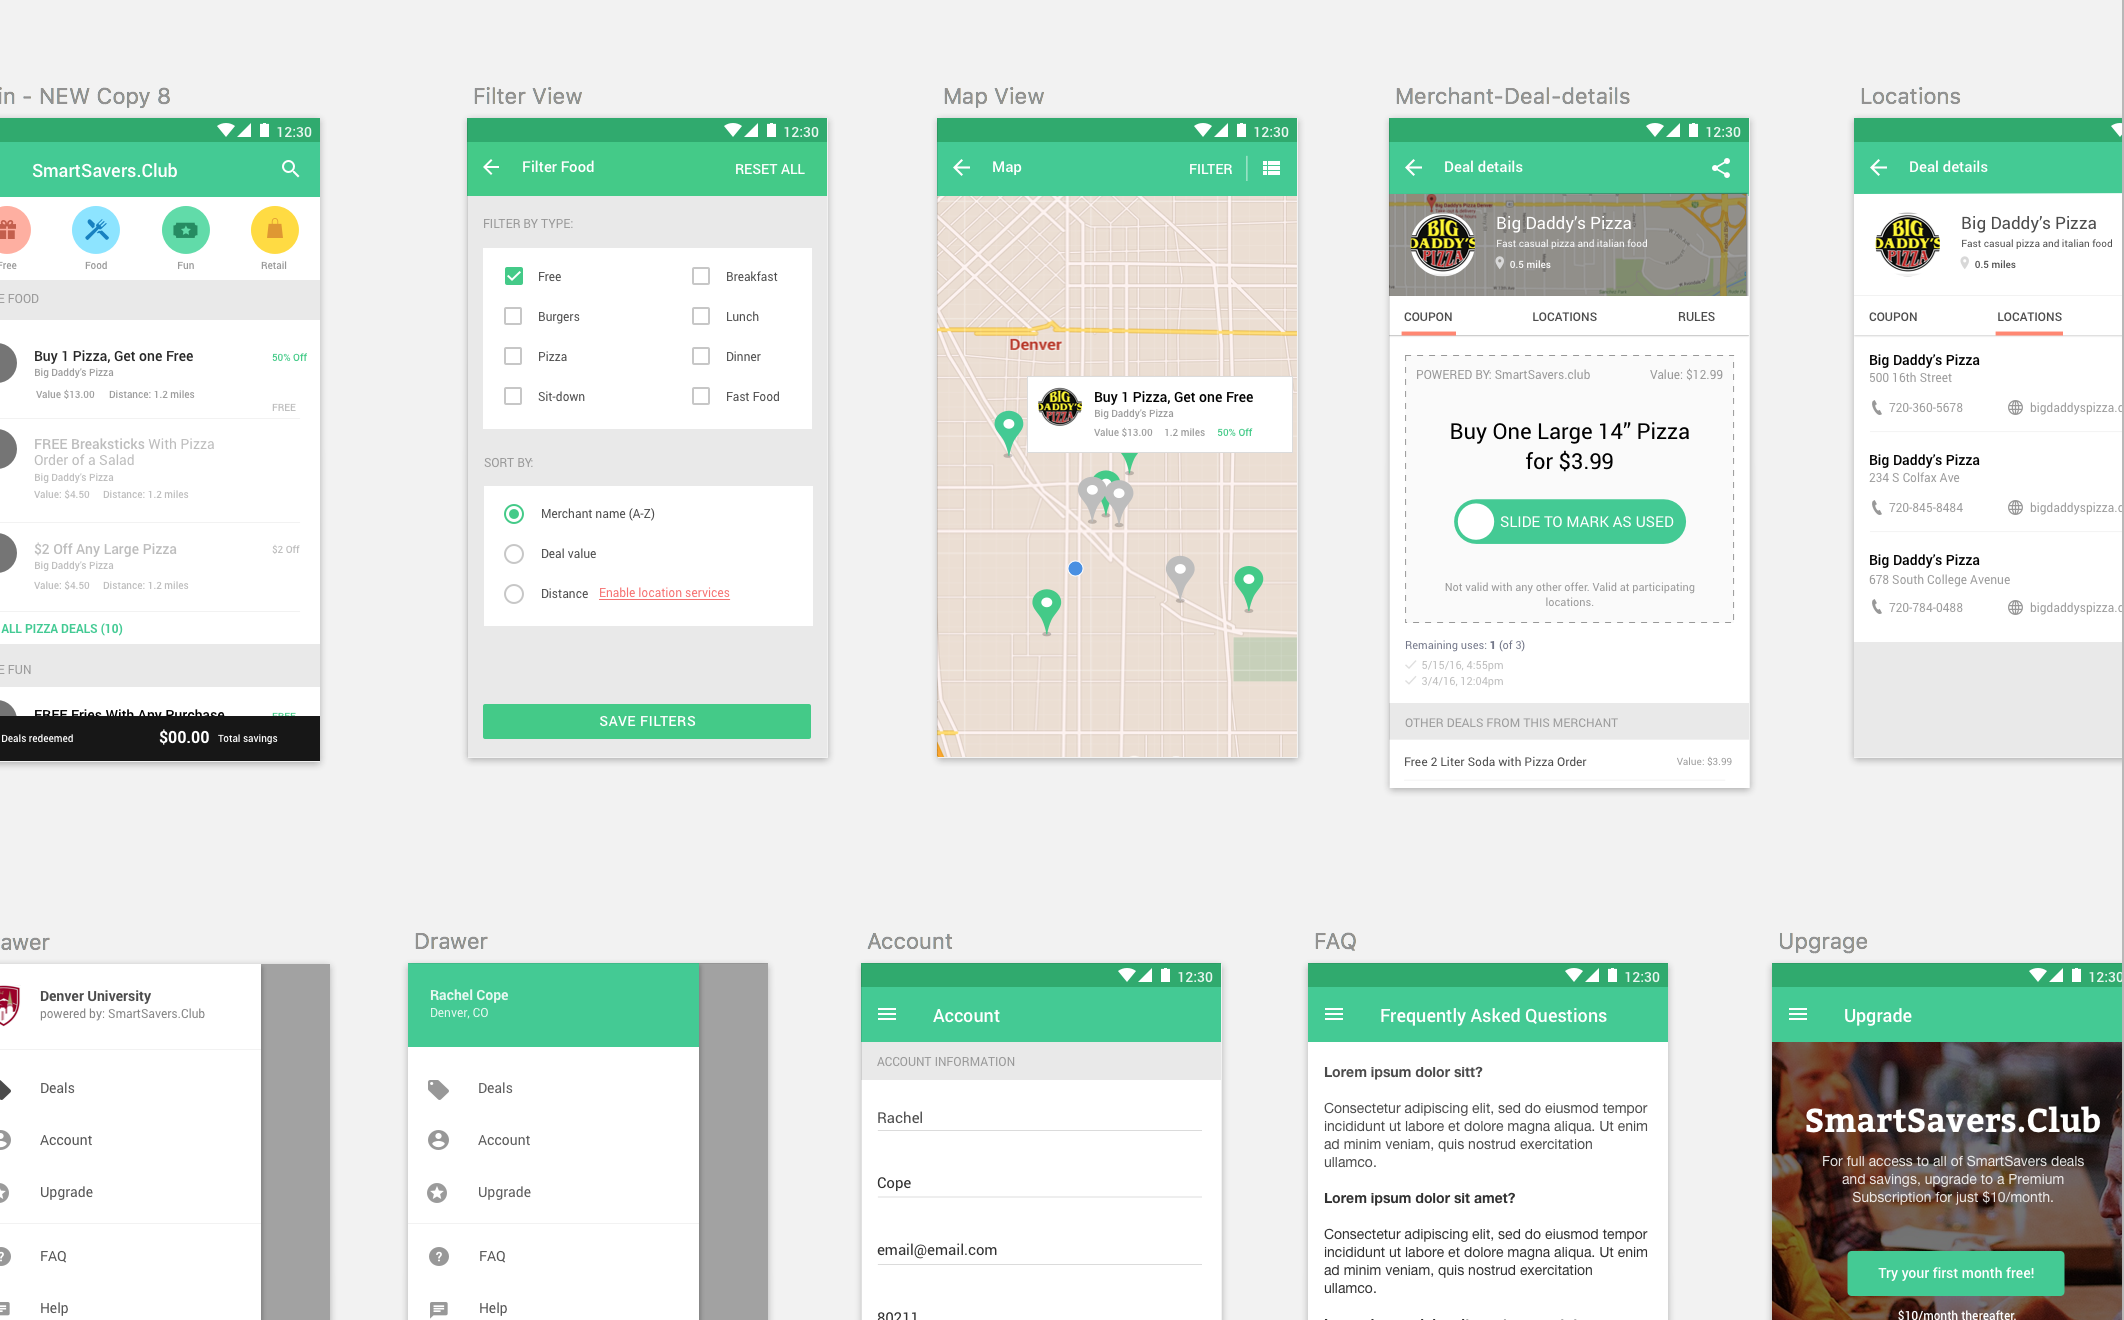 in - NEW Copy 8
12:30
SmartSavers.Club
Free
Food
Fun
Retail
E FOOD
Buy 1 Pizza, Get one Free
50% Off
Big Daddy's Pizza
Value $13.00 Distance: 1.2 miles
FREE
FREE Breaksticks With Pizza
Order of a Salad
Big Daddy's Pizza
Value: $4.50 Distance: 1.2 miles
$2 Off Any Large Pizza
$2 Off
Big Daddy's Pizza
Value: $4.50 Distance: 1.2 miles
ALL PIZZA DEALS (10)
E FUN
FREE Fries With Any Purchase
FREE
Deals redeemed
$00.00 Total savings
Filter View
12:30
Filter Food
RESET ALL
FILTER BY TYPE:
Free
Breakfast
Burgers
Lunch
Pizza
Dinner
Sit-down
Fast Food
SORT BY:
Merchant name (A-Z)
Deal value
Distance Enable location services
SAVE FILTERS
Map View
12:30
Map
FILTER
Denver
BIG
DADDY'S
PIZZA
Buy 1 Pizza, Get one Free
Big Daddy's Pizza
Value $13.00 1.2 miles 50% Off
Merchant-Deal-details
12:30
Deal details
Big Daddy's Pizza Denver
BIG
DADDY'S
PIZZA
Big Daddy's Pizza
Fast casual pizza and italian food
0.5 miles
COUPON
LOCATIONS
RULES
POWERED BY: SmartSavers.club
Value: $12.99
Buy One Large 14” Pizza
for $3.99
SLIDE TO MARK AS USED
Not valid with any other offer. Valid at participating
locations.
Remaining uses: 1 (of 3)
5/15/16, 4:55pm
3/4/16, 12:04pm
OTHER DEALS FROM THIS MERCHANT
Free 2 Liter Soda with Pizza Order
Value: $3.99
Locations
Deal details
BIG
DADDY'S
PIZZA
Big Daddy's Pizza
Fast casual pizza and italian food
0.5 miles
COUPON
LOCATIONS
Big Daddy's Pizza
500 16th Street
720-360-5678
bigdaddyspizza.c
Big Daddy's Pizza
234 S Colfax Ave
720-845-8484
bigdaddyspizza.c
Big Daddy's Pizza
678 South College Avenue
720-784-0488
bigdaddyspizza.c
awer
Denver University
powered by: SmartSavers.Club
Deals
Account
Upgrade
FAQ
Help
Drawer
Rachel Cope
Denver, CO
Deals
Account
Upgrade
FAQ
Help
Account
12:30
Account
ACCOUNT INFORMATION
Rachel
Cope
email@email.com
80211
FAQ
12:30
Frequently Asked Questions
Lorem ipsum dolor sitt?
Consectetur adipiscing elit, sed do eiusmod tempor
incididunt ut labore et dolore magna aliqua. Ut enim
ad minim veniam, quis nostrud exercitation
ullamco.
Lorem ipsum dolor sit amet?
Consectetur adipiscing elit, sed do eiusmod tempor
incididunt ut labore et dolore magna aliqua. Ut enim
ad minim veniam, quis nostrud exercitation
ullamco.
Upgrage
12:30
Upgrade
SmartSavers.Club
For full access to all of SmartSavers deals
and savings, upgrade to a Premium
Subscription for just $10/month.
Try your first month free!
$10/month thereafter.